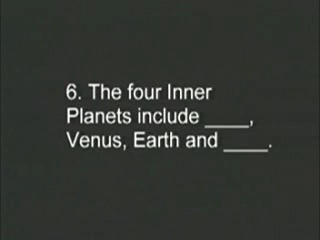 6. The four Inner
Planets include ____,
Venus, Earth and ____.